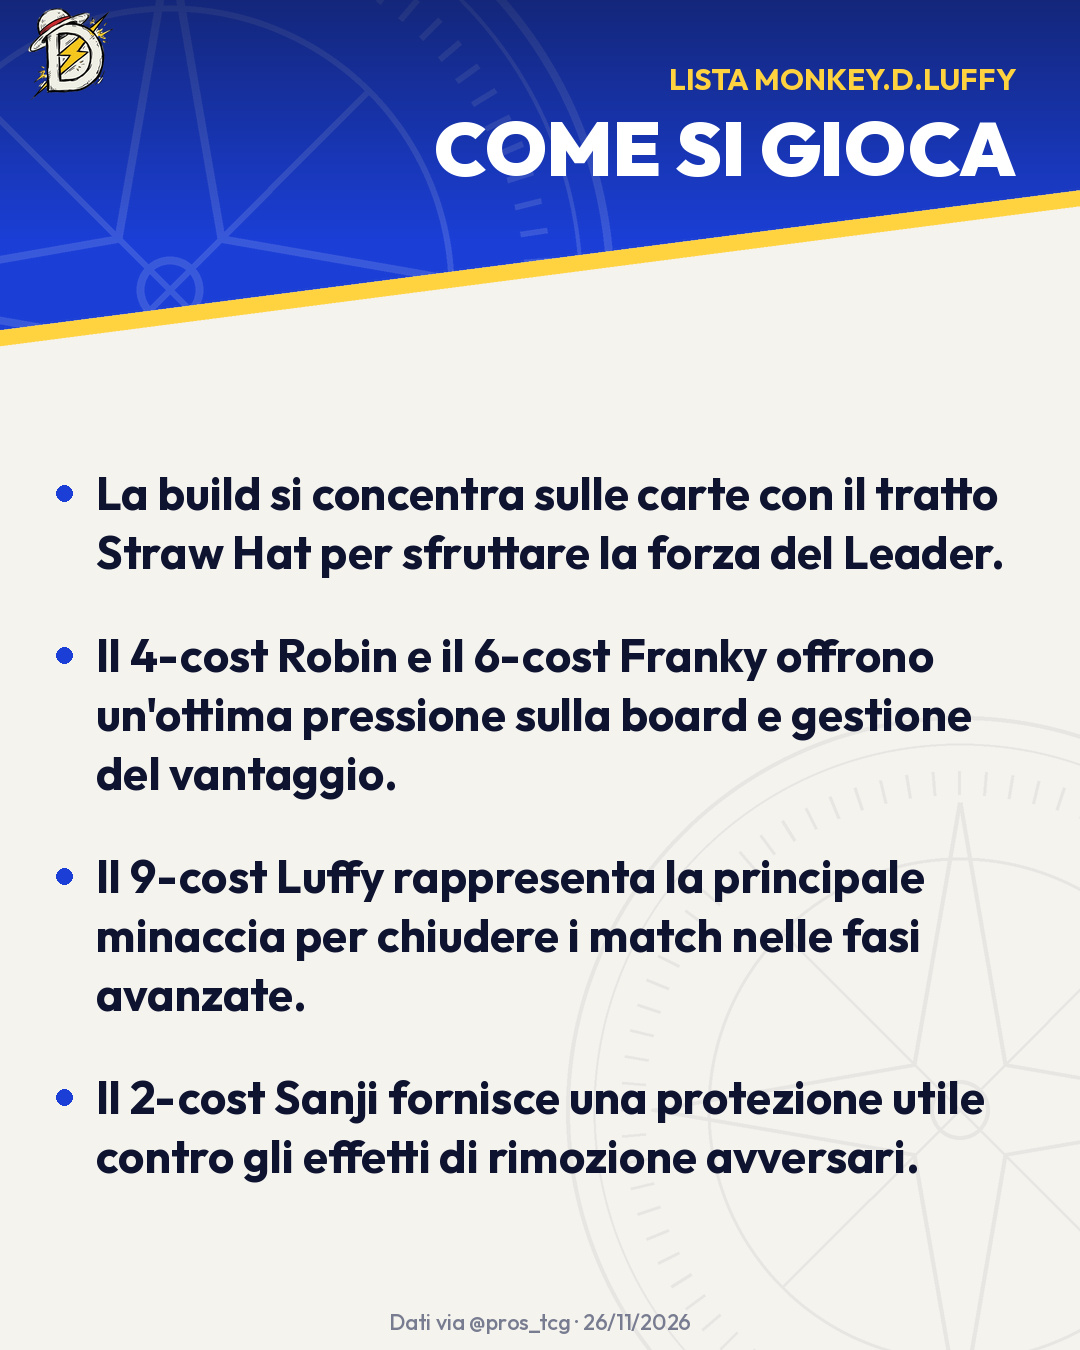 LISTA MONKEY.D.LUFFY
COME SI GIOCA
• La build si concentra sulle carte con il tratto
Straw Hat per sfruttare la forza del Leader.
• Il 4-cost Robin e il 6-cost Franky offrono
un'ottima pressione sulla board e gestione
del vantaggio.
• Il 9-cost Luffy rappresenta la principale
minaccia per chiudere i match nelle fasi
avanzate.
• Il 2-cost Sanji fornisce una protezione utile
contro gli effetti di rimozione avversari.
Dati via @pros_tcg · 26/11/2026